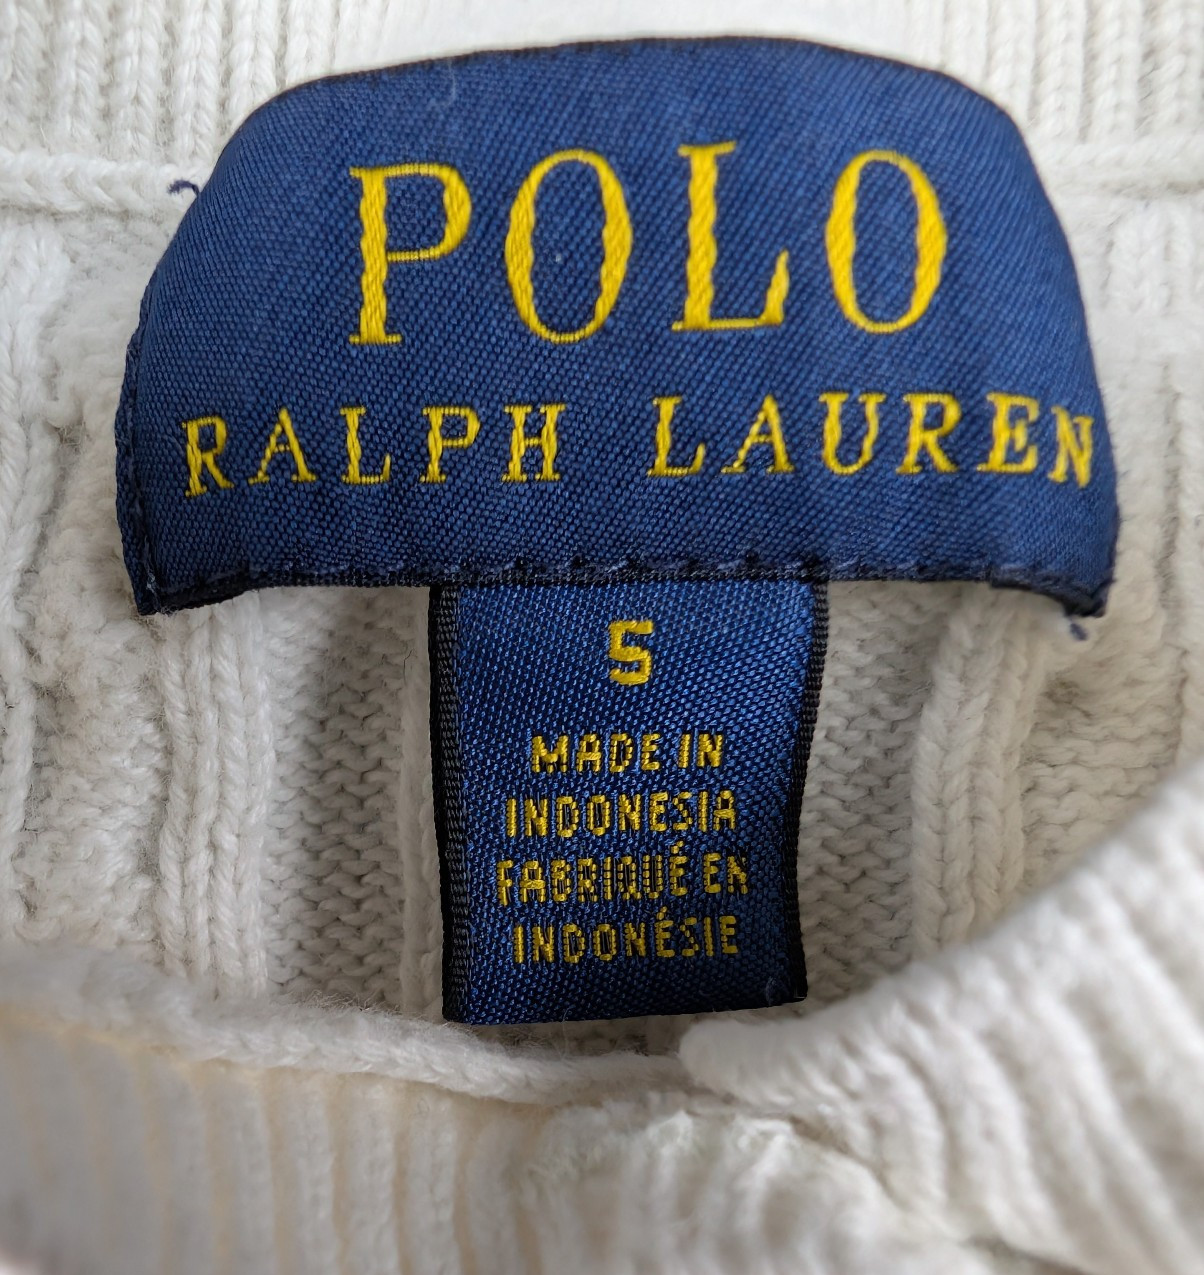 POLO
RALPH LAUREN
5
MADE IN
INDONESIA
FABRIQUÉ EN
INDONÉSIE